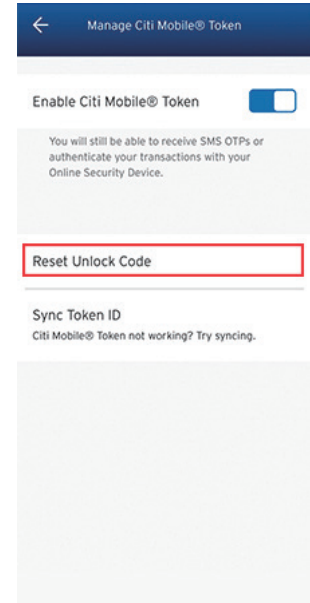 Manage Citi Mobile® Token
Enable Citi Mobile® Token
You will still be able to receive SMS OTPs or
authenticate your transactions with your
Online Security Device.
Reset Unlock Code
Sync Token ID
Citi Mobile® Token not working? Try syncing.